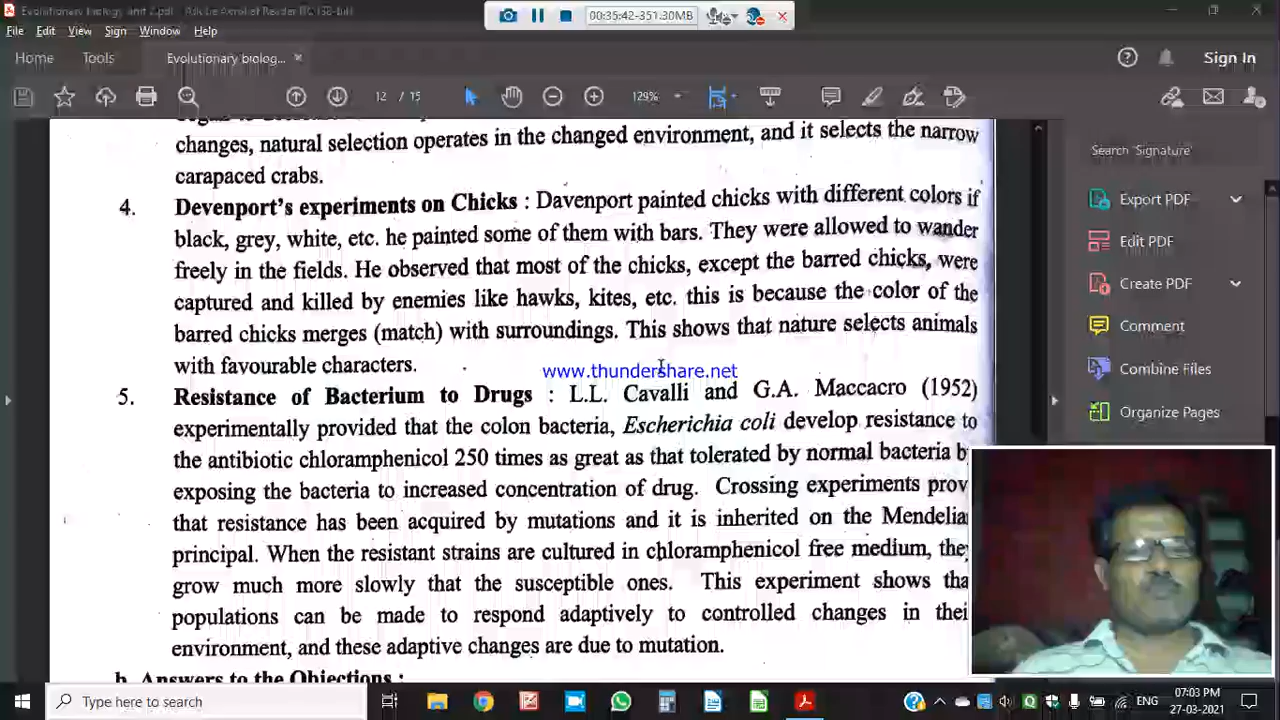 Evolutionary biology
Adobe Acrobat Reader DC
00:35:42-351.30MB
File Edit View Sign Window Help
Home Tools Evolutionary biolog... × Sign In
12 / 15 129%
changes, natural selection operates in the changed environment, and it selects the narrow
carapaced crabs.
4. Devenport's experiments on Chicks : Davenport painted chicks with different colors if
black, grey, white, etc. he painted some of them with bars. They were allowed to wander
freely in the fields. He observed that most of the chicks, except the barred chicks, were
captured and killed by enemies like hawks, kites, etc. this is because the color of the
barred chicks merges (match) with surroundings. This shows that nature selects animals
with favourable characters.
www.thundershare.net
5. Resistance of Bacterium to Drugs : L.L. Cavalli and G.A. Maccacro (1952)
experimentally provided that the colon bacteria, Escherichia coli develop resistance to
the antibiotic chloramphenicol 250 times as great as that tolerated by normal bacteria b
exposing the bacteria to increased concentration of drug. Crossing experiments prov
that resistance has been acquired by mutations and it is inherited on the Mendelia
principal. When the resistant strains are cultured in chloramphenicol free medium, the
grow much more slowly that the susceptible ones. This experiment shows tha
populations can be made to respond adaptively to controlled changes in thei
environment, and these adaptive changes are due to mutation.
b. Answers to the Objections :
Search 'Signature'
Export PDF
Edit PDF
Create PDF
Comment
Combine Files
Organize Pages
Type here to search
ENG
07:03 PM
27-03-2021